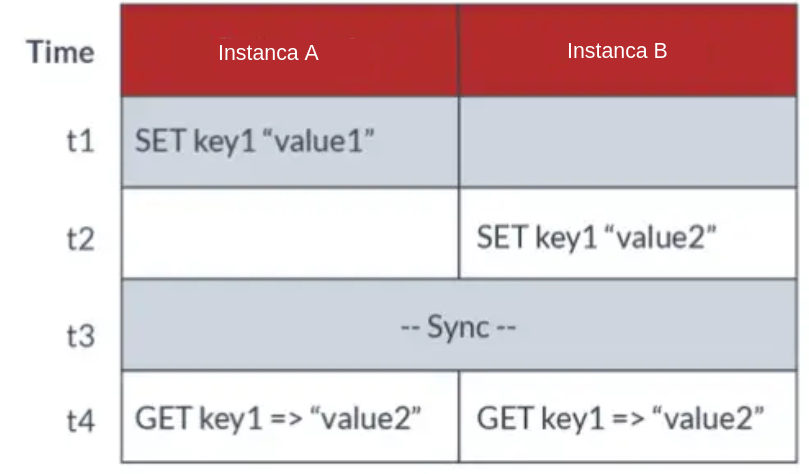 Time Instanca A Instanca B
t1 SET key1 “value1”
t2 SET key1 “value2”
t3 -- Sync --
t4 GET key1 => “value2” GET key1 => “value2”